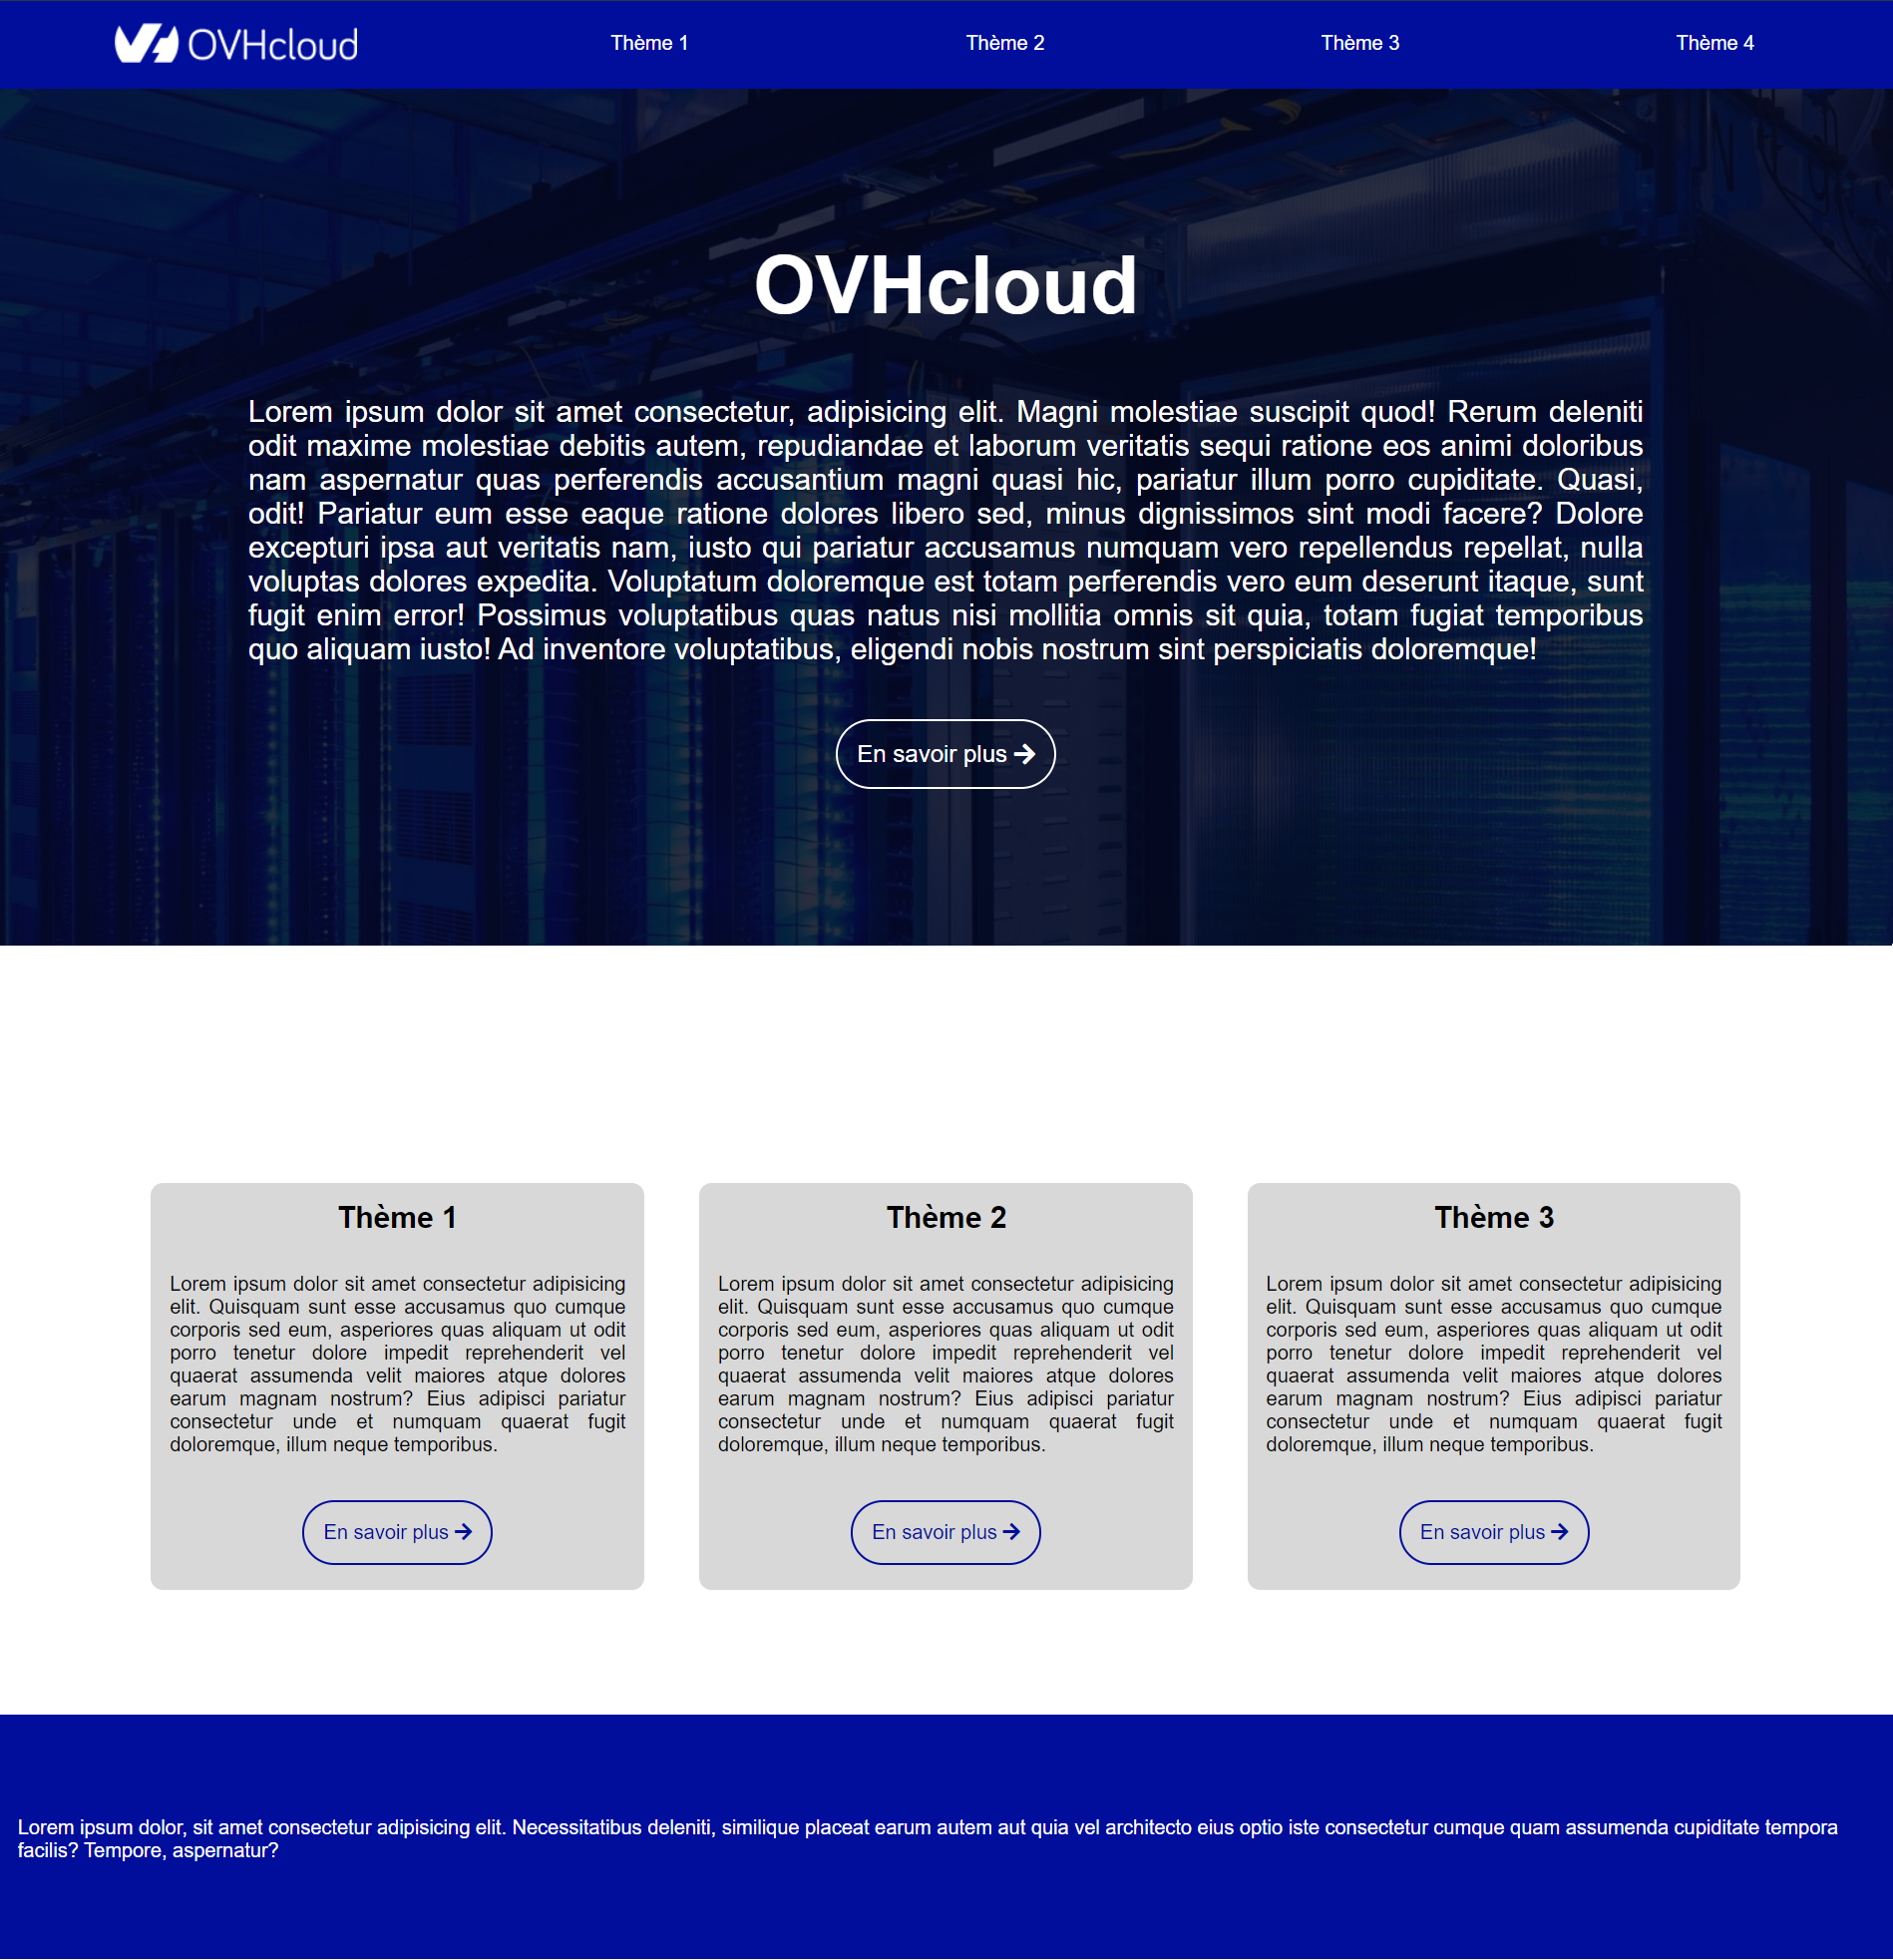 OVHcloud
Thème 1
Thème 2
Thème 3
Thème 4
OVHcloud
Lorem ipsum dolor sit amet consectetur, adipisicing elit. Magni molestiae suscipit quod! Rerum deleniti
odit maxime molestiae debitis autem, repudiandae et laborum veritatis sequi ratione eos animi doloribus
nam aspernatur quas perferendis accusantium magni quasi hic, pariatur illum porro cupiditate. Quasi,
odit! Pariatur eum esse eaque ratione dolores libero sed, minus dignissimos sint modi facere? Dolore
excepturi ipsa aut veritatis nam, iusto qui pariatur accusamus numquam vero repellendus repellat, nulla
voluptas dolores expedita. Voluptatum doloremque est totam perferendis vero eum deserunt itaque, sunt
fugit enim error! Possimus voluptatibus quas natus nisi mollitia omnis sit quia, totam fugiat temporibus
quo aliquam iusto! Ad inventore voluptatibus, eligendi nobis nostrum sint perspiciatis doloremque!
En savoir plus
Thème 1
Lorem ipsum dolor sit amet consectetur adipisicing
elit. Quisquam sunt esse accusamus quo cumque
corporis sed eum, asperiores quas aliquam ut odit
porro tenetur dolore impedit reprehenderit vel
quaerat assumenda velit maiores atque dolores
earum magnam nostrum? Eius adipisci pariatur
consectetur unde et numquam quaerat fugit
doloremque, illum neque temporibus.
En savoir plus
Thème 2
Lorem ipsum dolor sit amet consectetur adipisicing
elit. Quisquam sunt esse accusamus quo cumque
corporis sed eum, asperiores quas aliquam ut odit
porro tenetur dolore impedit reprehenderit vel
quaerat assumenda velit maiores atque dolores
earum magnam nostrum? Eius adipisci pariatur
consectetur unde et numquam quaerat fugit
doloremque, illum neque temporibus.
En savoir plus
Thème 3
Lorem ipsum dolor sit amet consectetur adipisicing
elit. Quisquam sunt esse accusamus quo cumque
corporis sed eum, asperiores quas aliquam ut odit
porro tenetur dolore impedit reprehenderit vel
quaerat assumenda velit maiores atque dolores
earum magnam nostrum? Eius adipisci pariatur
consectetur unde et numquam quaerat fugit
doloremque, illum neque temporibus.
En savoir plus
Lorem ipsum dolor, sit amet consectetur adipisicing elit. Necessitatibus deleniti, similique placeat earum autem aut quia vel architecto eius optio iste consectetur cumque quam assumenda cupiditate tempora
facilis? Tempore, aspernatur?